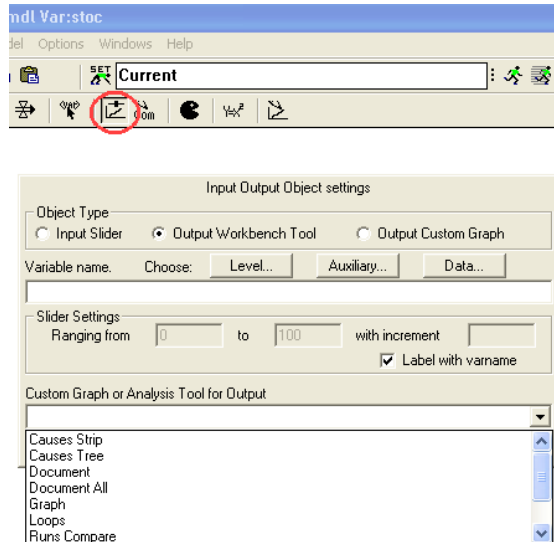 mdl Var:stoc
del Options Windows Help
SET Current
Com Y=X²
Input Output Object settings
Object Type
Input Slider Output Workbench Tool Output Custom Graph
Variable name. Choose: Level... Auxiliary... Data...
Slider Settings
Ranging from 0 to 100 with increment
Label with varname
Custom Graph or Analysis Tool for Output
Causes Strip
Causes Tree
Document
Document All
Graph
Loops
Runs Compare